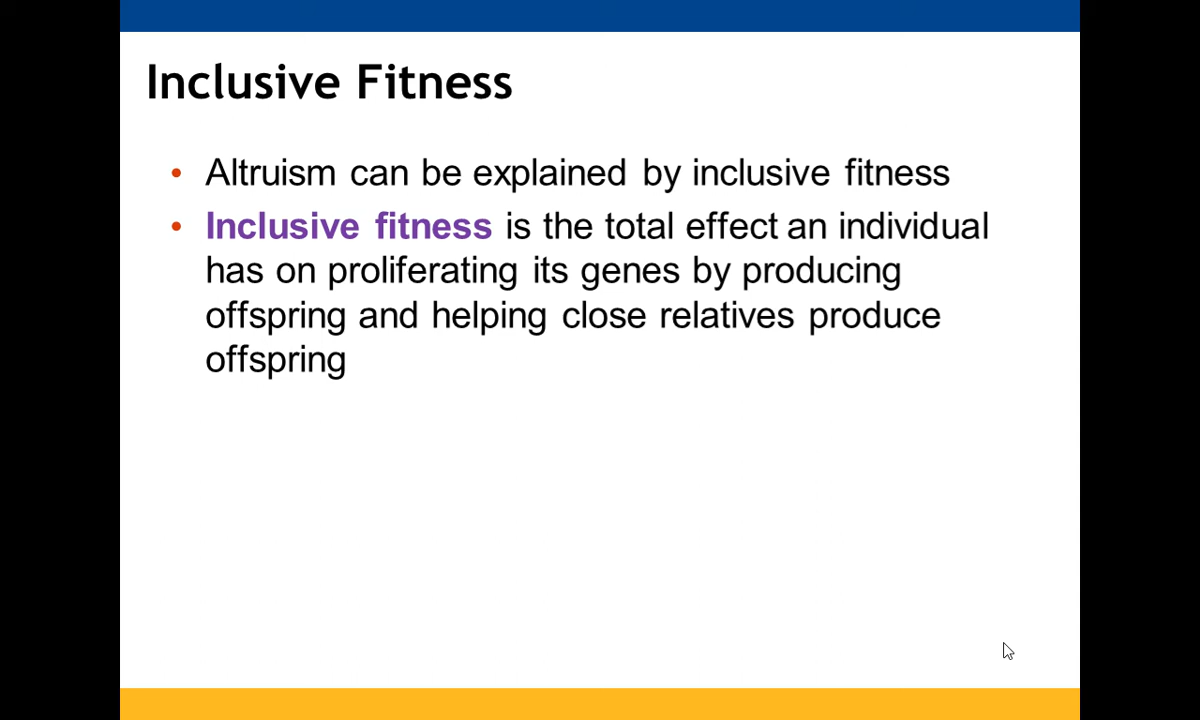 Inclusive Fitness
• Altruism can be explained by inclusive fitness
• Inclusive fitness is the total effect an individual
has on proliferating its genes by producing
offspring and helping close relatives produce
offspring